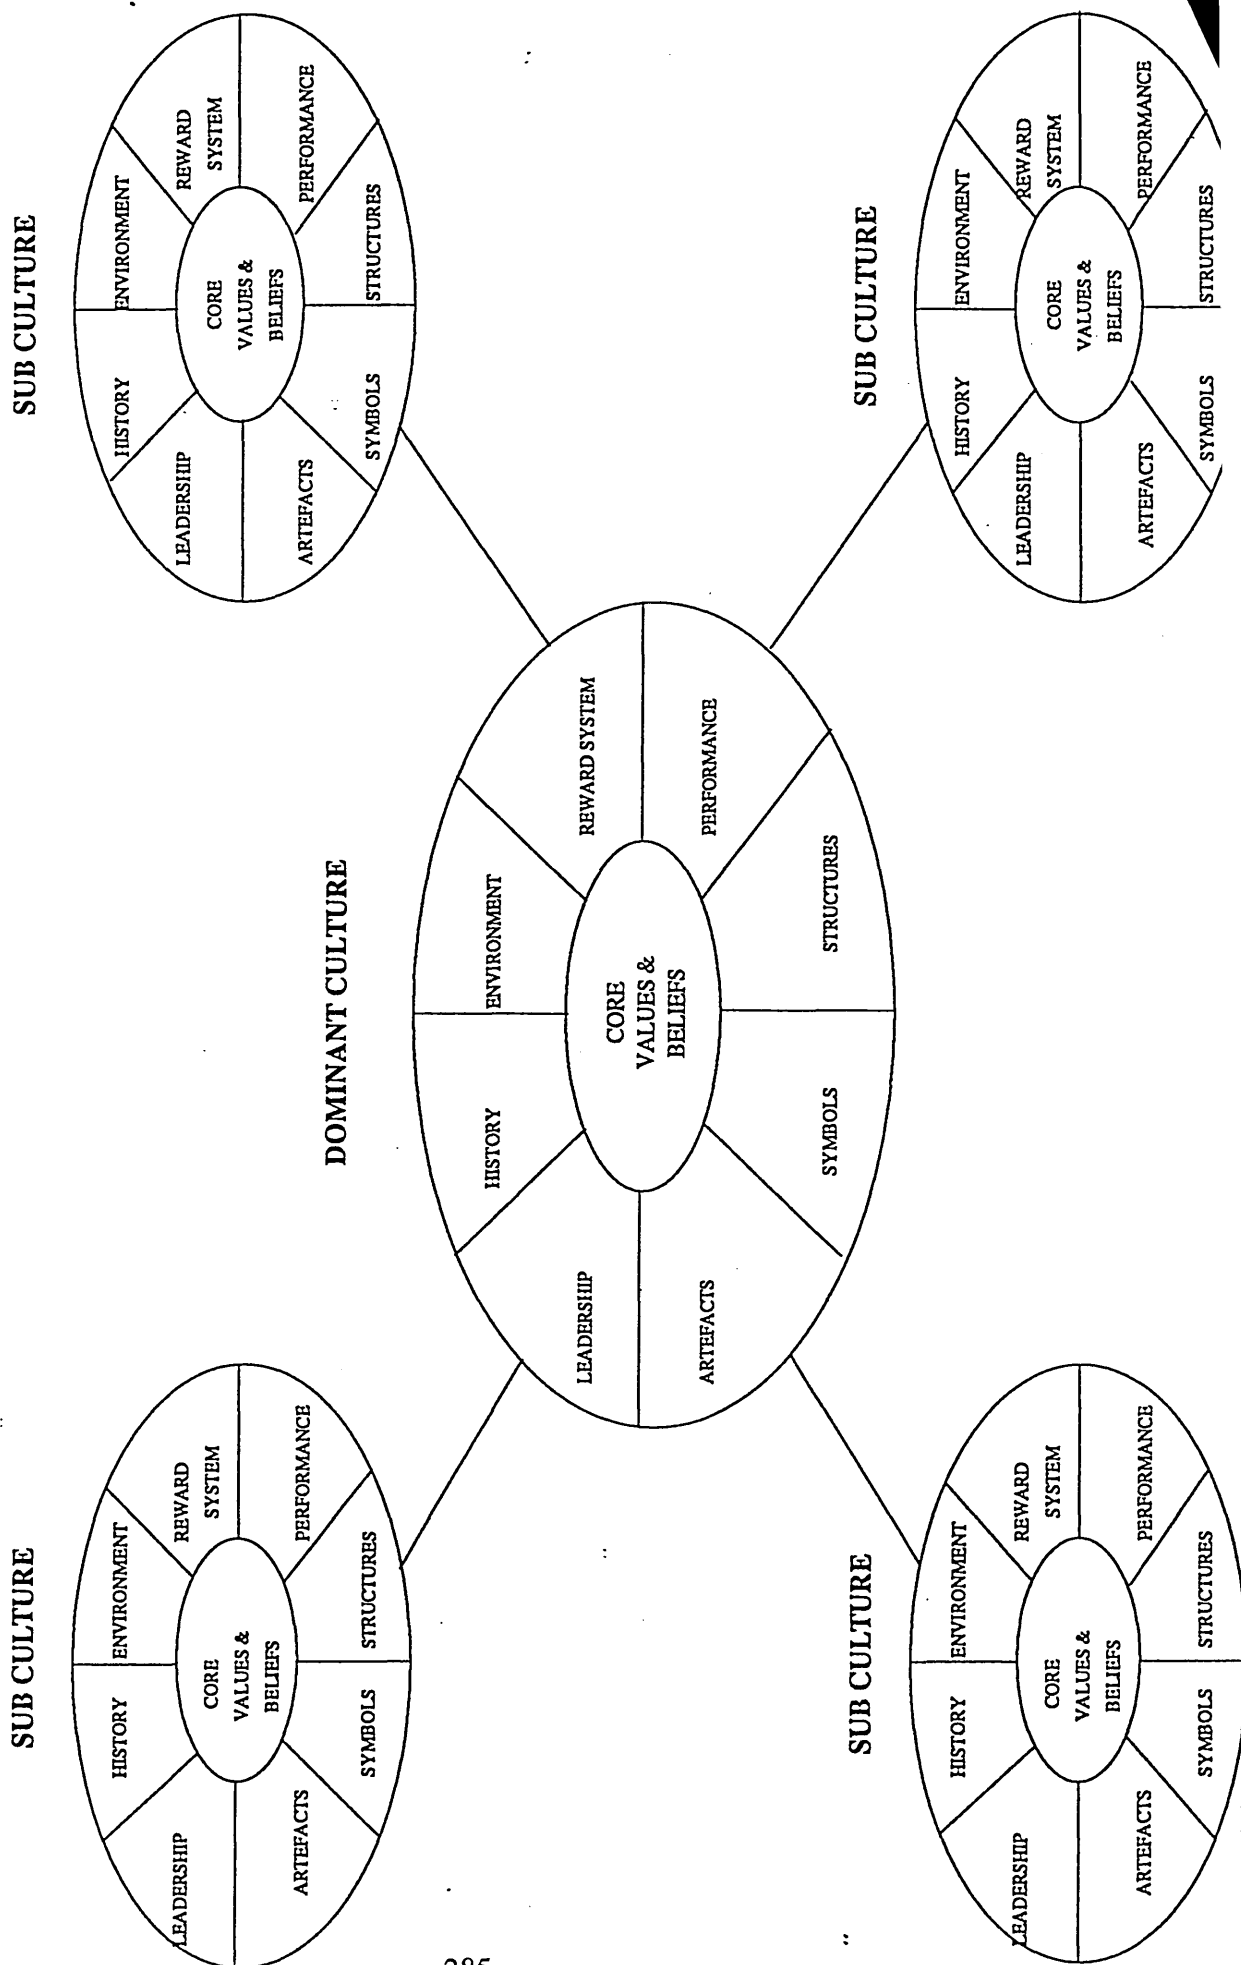 SUB CULTURE
HISTORY
ENVIRONMENT
LEADERSHIP
REWARD
SYSTEM
CORE
VALUES &
BELIEFS
ARTEFACTS
PERFORMANCE
SYMBOLS
STRUCTURES
SUB CULTURE
HISTORY
ENVIRONMENT
LEADERSHIP
REWARD
SYSTEM
CORE
VALUES &
BELIEFS
ARTEFACTS
PERFORMANCE
SYMBOLS
STRUCTURES
DOMINANT CULTURE
HISTORY
ENVIRONMENT
LEADERSHIP
REWARD SYSTEM
CORE
VALUES &
BELIEFS
ARTEFACTS
PERFORMANCE
SYMBOLS
STRUCTURES
SUB CULTURE
HISTORY
ENVIRONMENT
LEADERSHIP
REWARD
SYSTEM
CORE
VALUES &
BELIEFS
ARTEFACTS
PERFORMANCE
SYMBOLS
STRUCTURES
SUB CULTURE
HISTORY
ENVIRONMENT
LEADERSHIP
REWARD
SYSTEM
CORE
VALUES &
BELIEFS
ARTEFACTS
PERFORMANCE
SYMBOLS
STRUCTURES